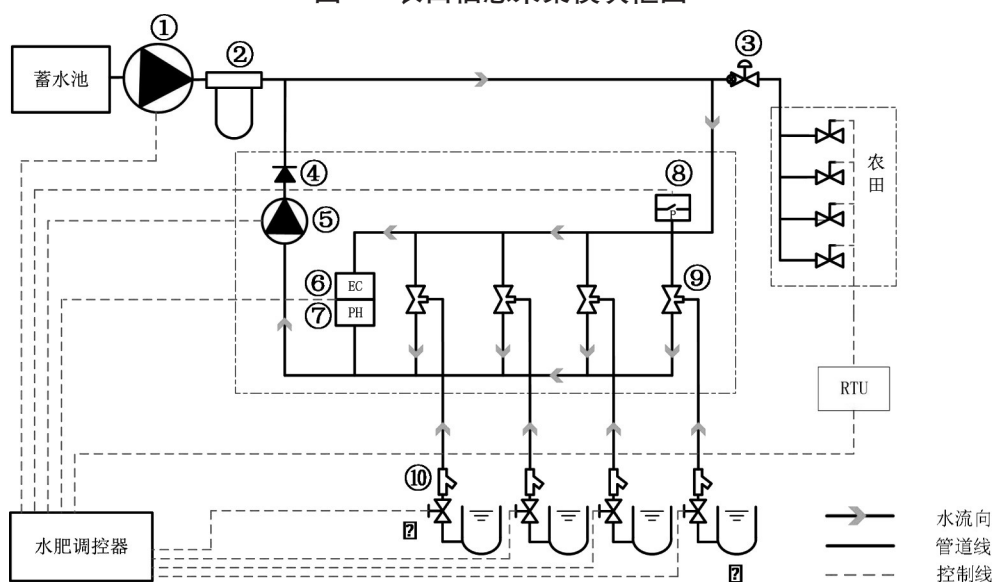 ①
②
③
蓄水池
④
⑧
农
田
⑤
P
⑥
EC
⑨
⑦
PH
RTU
⑩
水流向
?
水肥调控器
管道线
?
控制线